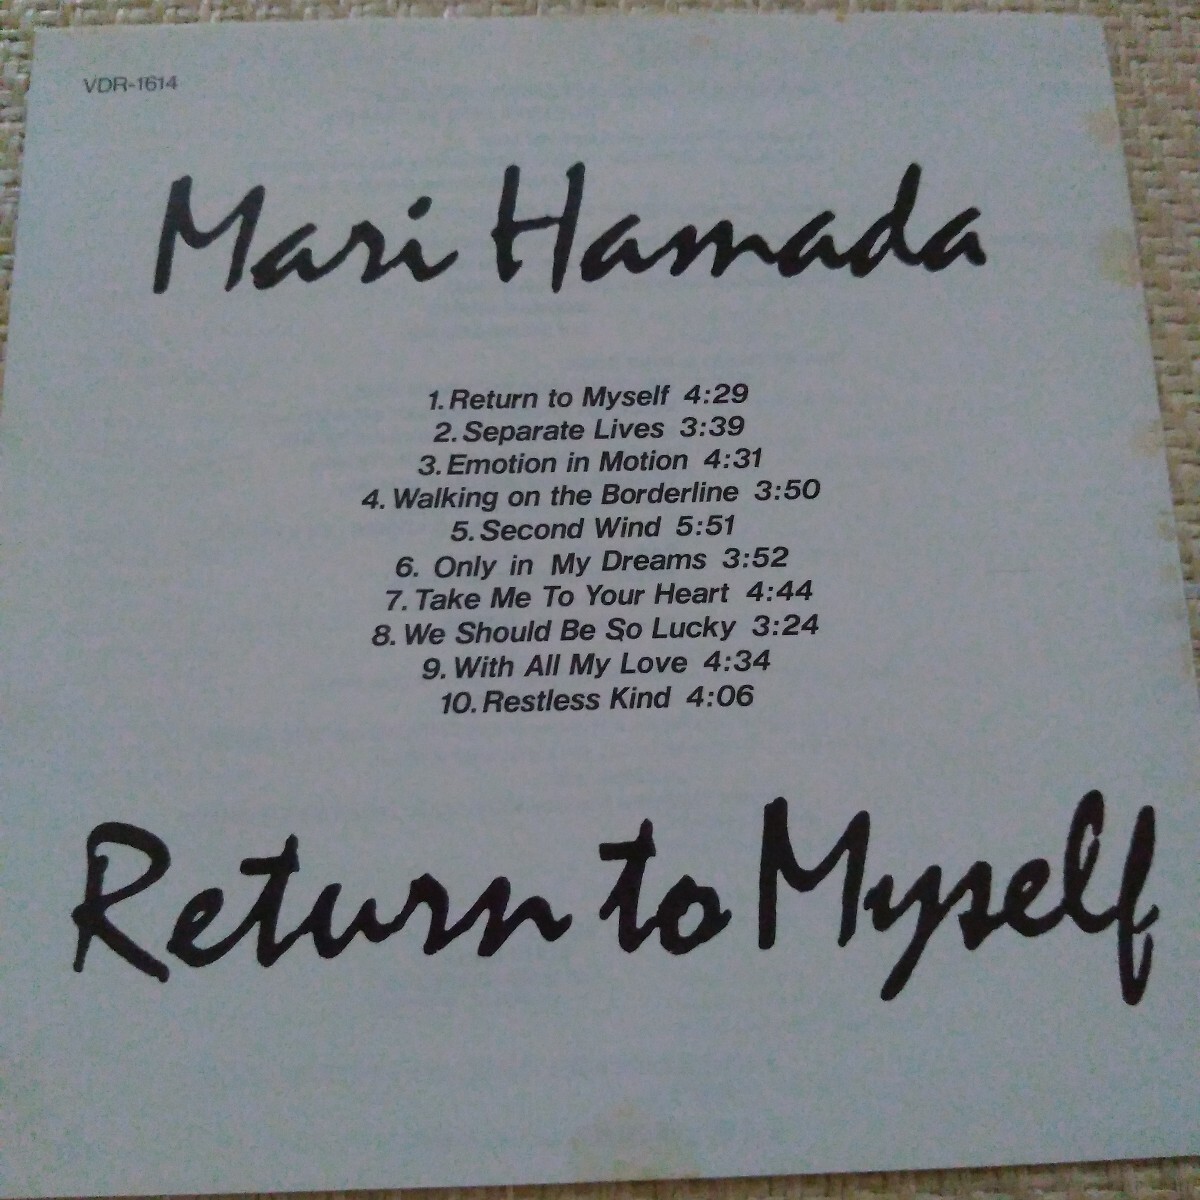 VDR-1614
Mari Hamada
1. Return to Myself 4:29
2. Separate Lives 3:39
3. Emotion in Motion 4:31
4. Walking on the Borderline 3:50
5. Second Wind 5:51
6. Only in My Dreams 3:52
7. Take Me To Your Heart 4:44
8. We Should Be So Lucky 3:24
9. With All My Love 4:34
10. Restless Kind 4:06
Return to Myself